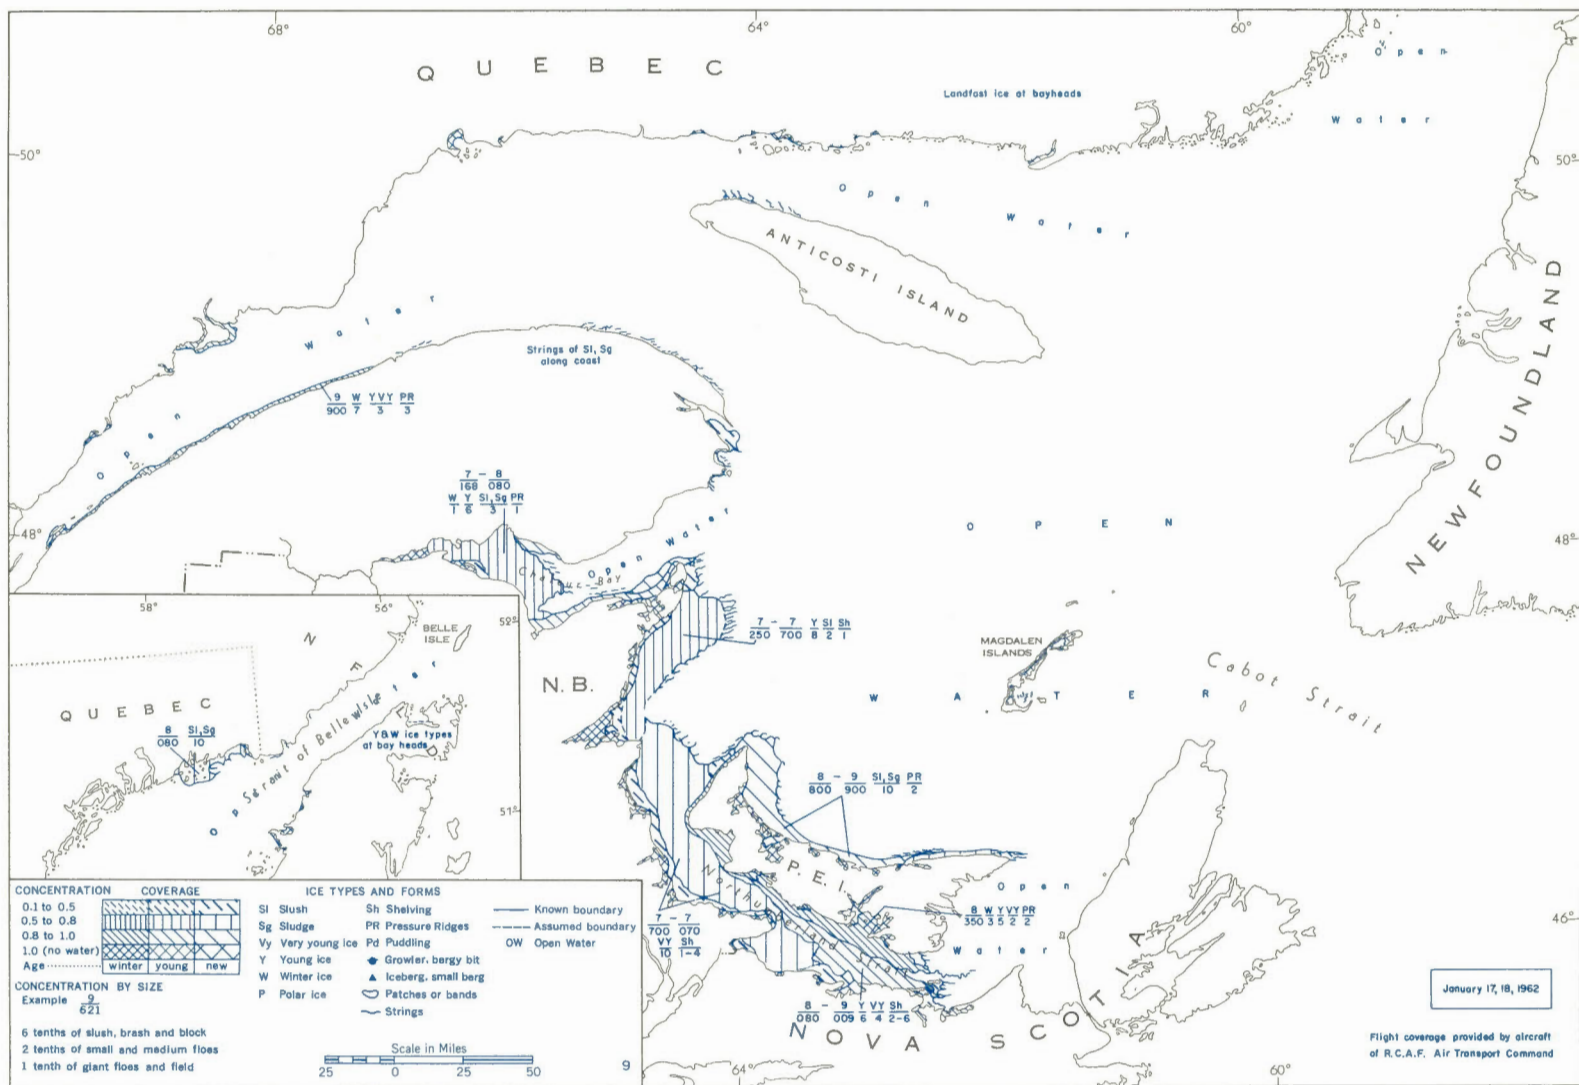 68°
64°
60°
QUEBEC
Open
Landfast ice at bayheads
Water
50°
50°
Open Water
ANTICOSTI ISLAND
Open Water
Strings of Sl, Sg
along coast
9/900 W/7 YVY/3 PR/3
NEWFOUNDLAND
7/168 - 8/080
W/1 Y/6 Sl,Sg/3 PR/1
48°
48°
OPEN
Open Water
Chaleur Bay
7/250 - 7/700 Y/8 Sl/2 Sh/1
MAGDALEN
ISLANDS
Cabot Strait
N.B.
WATER
58°
56°
52°
BELLE
ISLE
NFLD
QUEBEC
Strait of Belle Isle
Open Water
8/080 Sl,Sg/10
Y&W ice types
at bay heads
51°
8/800 - 9/900 Sl,Sg/10 PR/2
P.E.I.
Northumberland Strait
Open
Water
8/350 W/3 Y/5 VY/2 PR/2
46°
7/700 - 7/070
VY/10 Sh/1-4
8/080 - 9/009 Y/6 VY/4 Sh/2-6
NOVA SCOTIA
64°
60°
CONCENTRATION COVERAGE
0.1 to 0.5
0.5 to 0.8
0.8 to 1.0
1.0 (no water)
Age winter young new
CONCENTRATION BY SIZE
Example 9/621
6 tenths of slush, brash and block
2 tenths of small and medium floes
1 tenth of giant floes and field
ICE TYPES AND FORMS
Sl Slush
Sg Sludge
Vy Very young ice
Y Young ice
W Winter ice
P Polar ice
Sh Shelving
PR Pressure Ridges
Pd Puddling
Growler, bergy bit
Iceberg, small berg
Patches or bands
Strings
Known boundary
Assumed boundary
OW Open Water
Scale in Miles
25 0 25 50
9
January 17, 18, 1962
Flight coverage provided by aircraft
of R.C.A.F. Air Transport Command